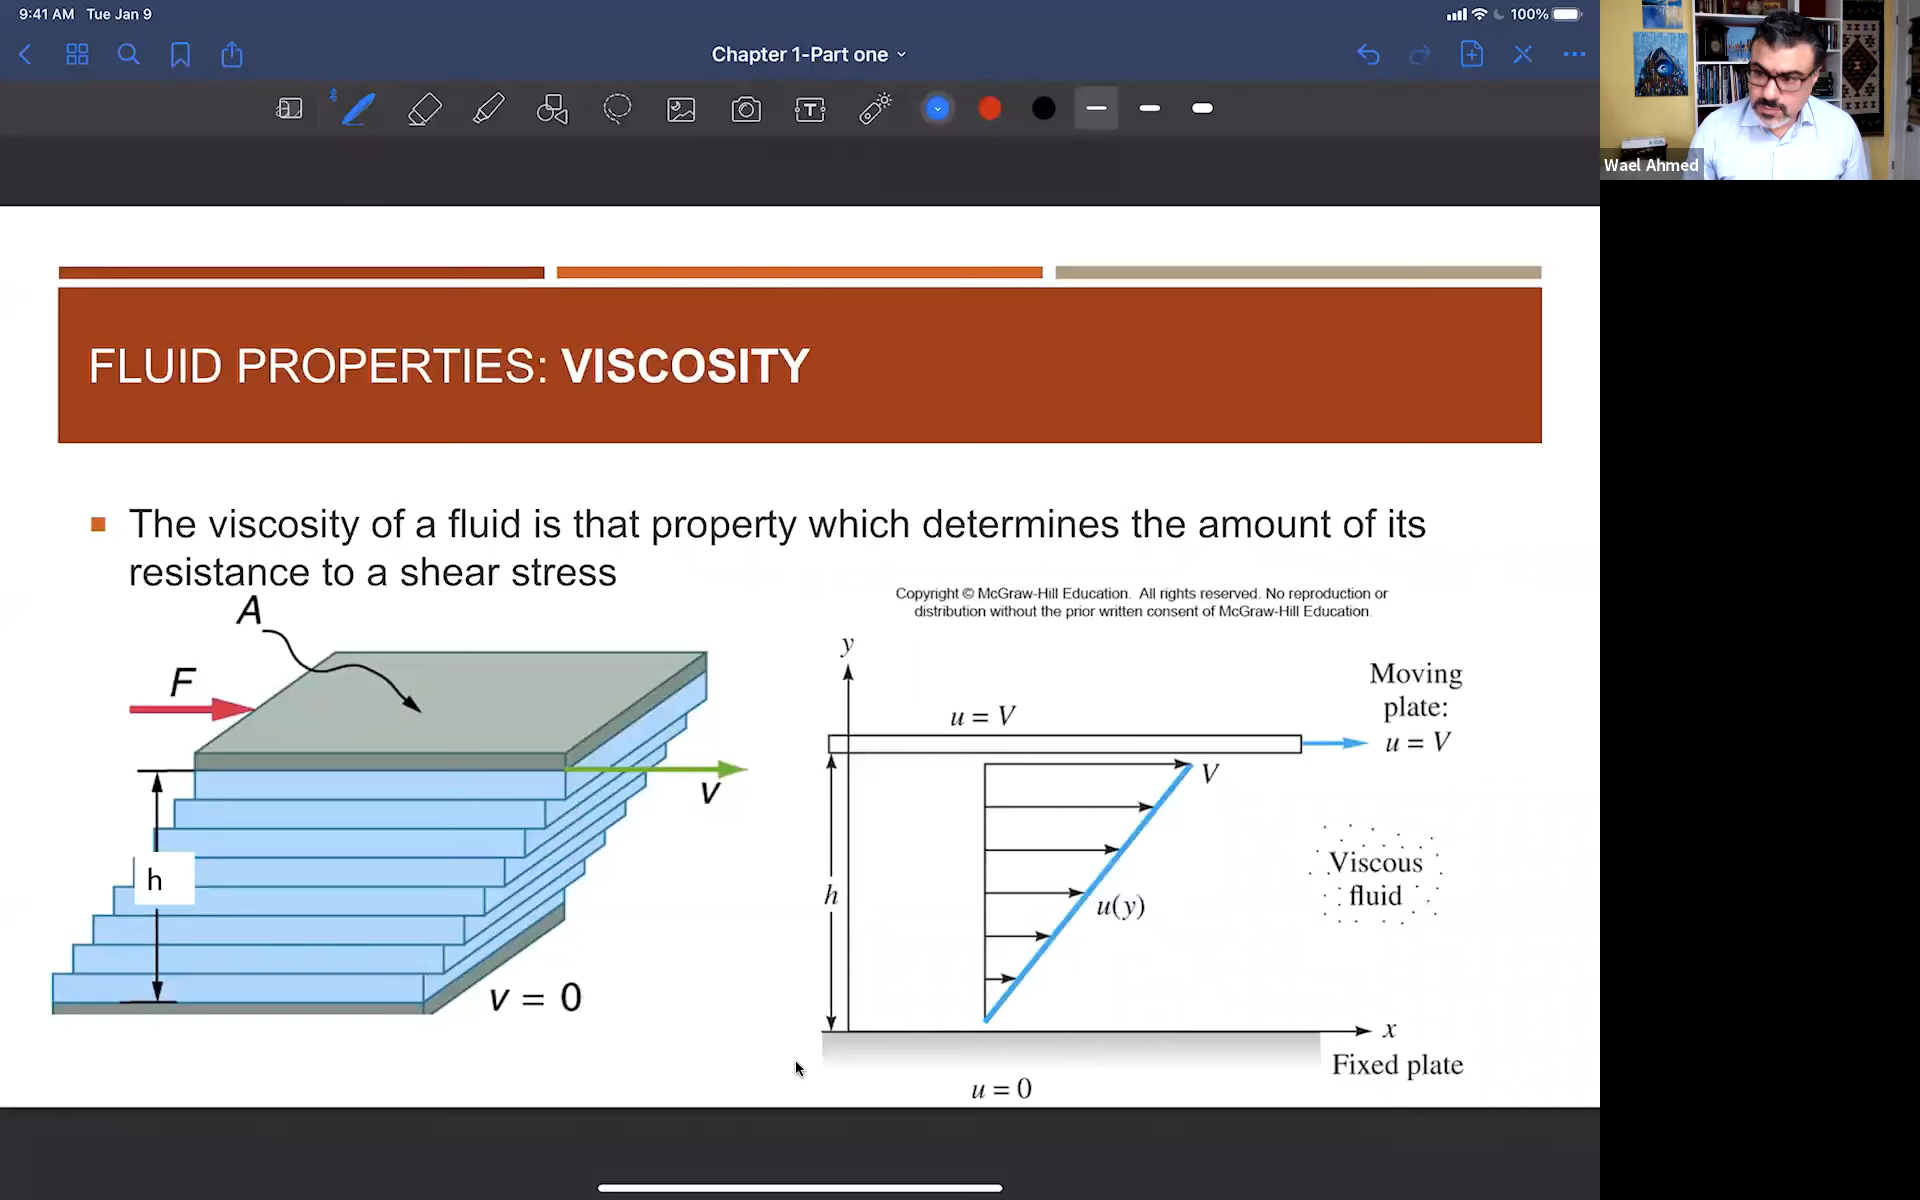 9:41 AM Tue Jan 9
100%
Chapter 1-Part one
T
Wael Ahmed
FLUID PROPERTIES: VISCOSITY
The viscosity of a fluid is that property which determines the amount of its
resistance to a shear stress
Copyright © McGraw-Hill Education. All rights reserved. No reproduction or
distribution without the prior written consent of McGraw-Hill Education.
A
F
v
h
v = 0
y
Moving
plate:
u = V
u = V
V
h
u(y)
Viscous
fluid
x
Fixed plate
u = 0